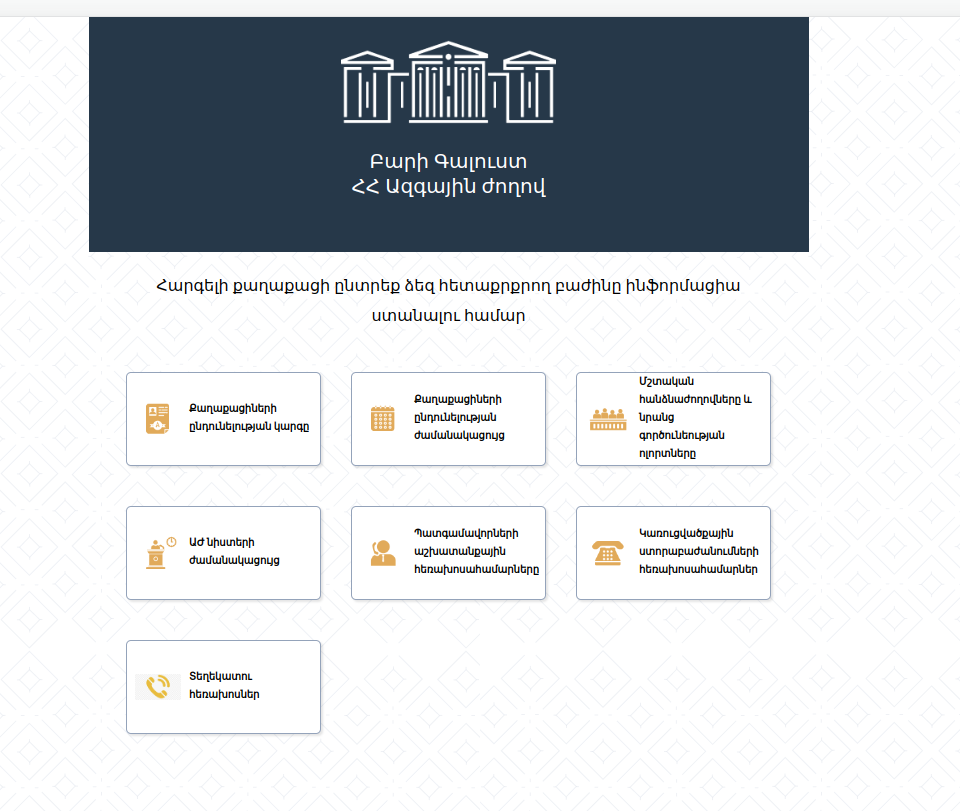 Բարի Գալուստ
ՀՀ Ազգային ժողով
Հարգելի քաղաքացի ընտրեք ձեզ հետաքրքրող բաժինը ինֆորմացիա
ստանալու համար
Քաղաքացիների
ընդունելության կարգը
Քաղաքացիների
ընդունելության
ժամանակացույց
Մշտական
հանձնաժողովները և
նրանց
գործունեության
ոլորտները
ԱԺ նիստերի
ժամանակացույց
Պատգամավորների
աշխատանքային
հեռախոսահամարները
Կառուցվածքային
ստորաբաժանումների
հեռախոսահամարներ
Տեղեկատու
հեռախոսներ